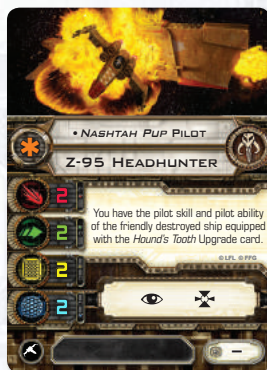 • NASHTAH PUP PILOT
Z-95 HEADHUNTER
2
You have the pilot skill and pilot ability
of the friendly destroyed ship equipped
with the Hound's Tooth Upgrade card.
2
©LFL ©FFG
2
2
–